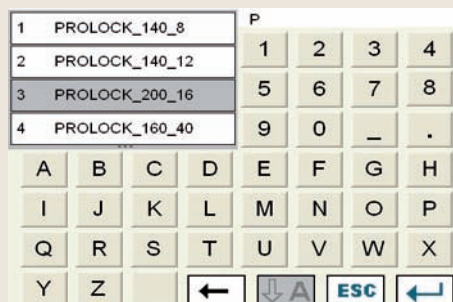 P
1 PROLOCK_140_8
2 PROLOCK_140_12
3 PROLOCK_200_16
4 PROLOCK_160_40
1 2 3 4
5 6 7 8
9 0 _ .
A B C D E F G H
I J K L M N O P
Q R S T U V W X
Y Z A ESC